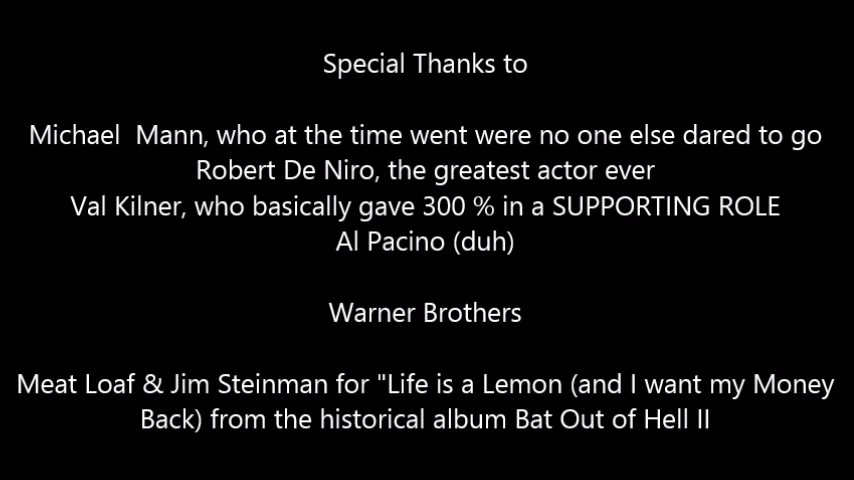 Special Thanks to
Michael  Mann, who at the time went were no one else dared to go
Robert De Niro, the greatest actor ever
Val Kilner, who basically gave 300 % in a SUPPORTING ROLE
Al Pacino (duh)
Warner Brothers
Meat Loaf & Jim Steinman for "Life is a Lemon (and I want my Money
Back) from the historical album Bat Out of Hell II